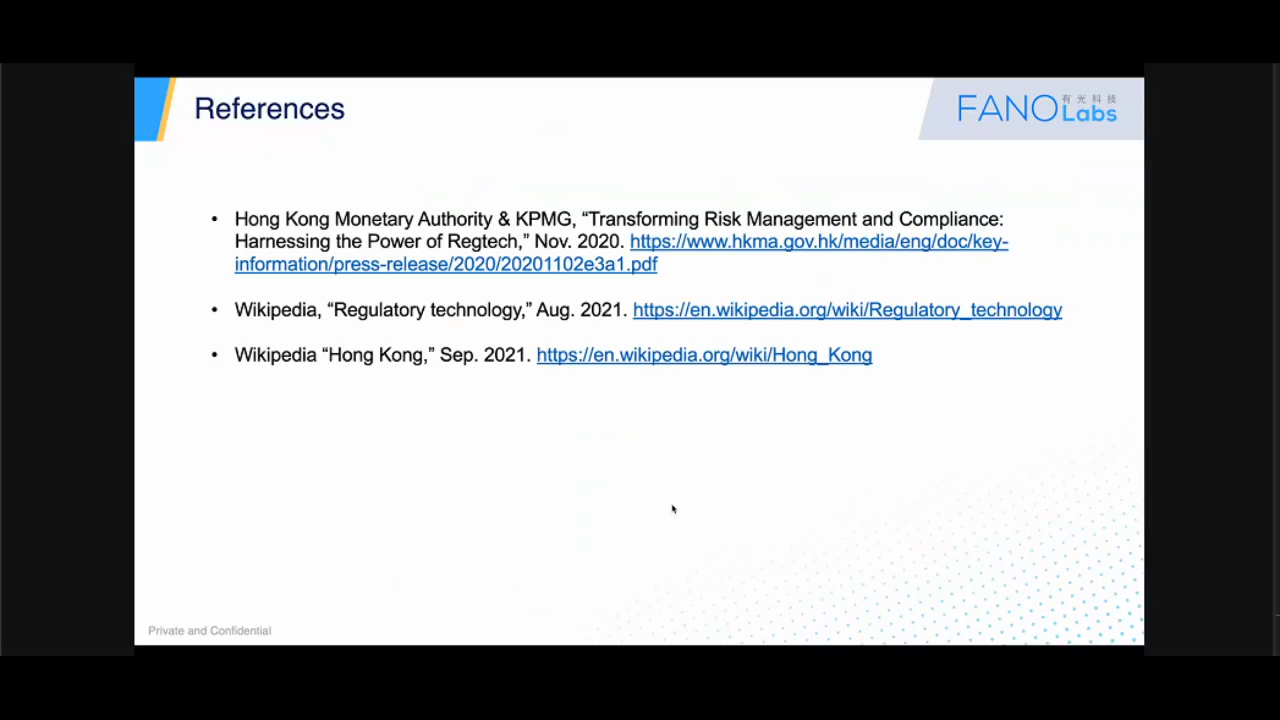 References
FANO Labs 有光科技
• Hong Kong Monetary Authority & KPMG, “Transforming Risk Management and Compliance:
Harnessing the Power of Regtech,” Nov. 2020. https://www.hkma.gov.hk/media/eng/doc/key-
information/press-release/2020/20201102e3a1.pdf
• Wikipedia, “Regulatory technology,” Aug. 2021. https://en.wikipedia.org/wiki/Regulatory_technology
• Wikipedia “Hong Kong,” Sep. 2021. https://en.wikipedia.org/wiki/Hong_Kong
Private and Confidential